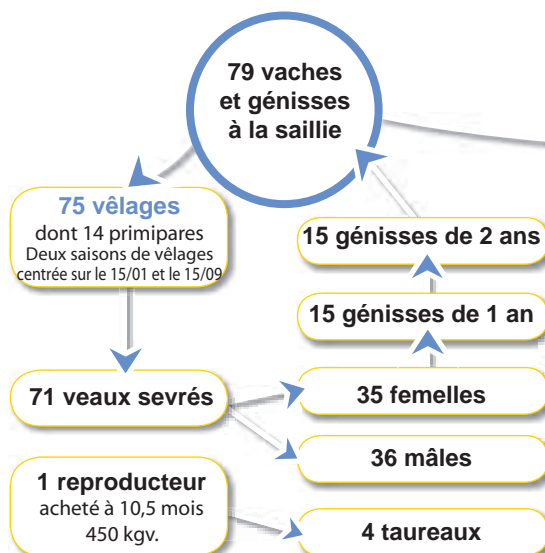 79 vaches
et génisses
à la saillie
75 vêlages
dont 14 primipares
Deux saisons de vêlages
centrée sur le 15/01 et le 15/09
15 génisses de 2 ans
15 génisses de 1 an
71 veaux sevrés
35 femelles
36 mâles
1 reproducteur
acheté à 10,5 mois
450 kgv.
4 taureaux